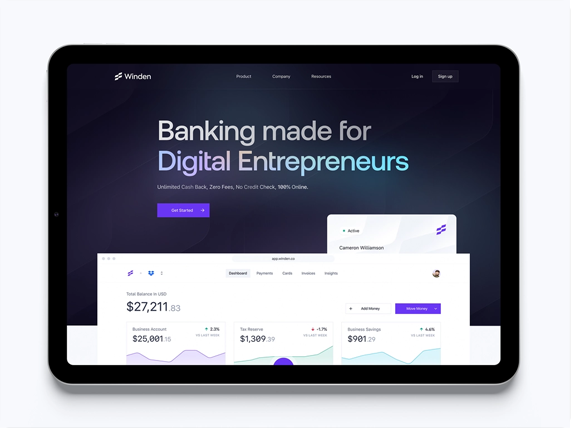 Winden
Product
Company
Resources
Log in
Sign up
Banking made for
Digital Entrepreneurs
Unlimited Cash Back, Zero Fees, No Credit Check, 100% Online.
Get Started
Active
Cameron Williamson
app.winden.us
Dashboard
Payments
Cards
Invoices
Insights
Total Balance in USD
$27,211.83
Add Money
Move Money
Business Account
2.3%
$25,001.15
VS LAST WEEK
Tax Reserve
-1.7%
$1,309.39
VS LAST WEEK
Business Savings
4.6%
$901.29
VS LAST WEEK